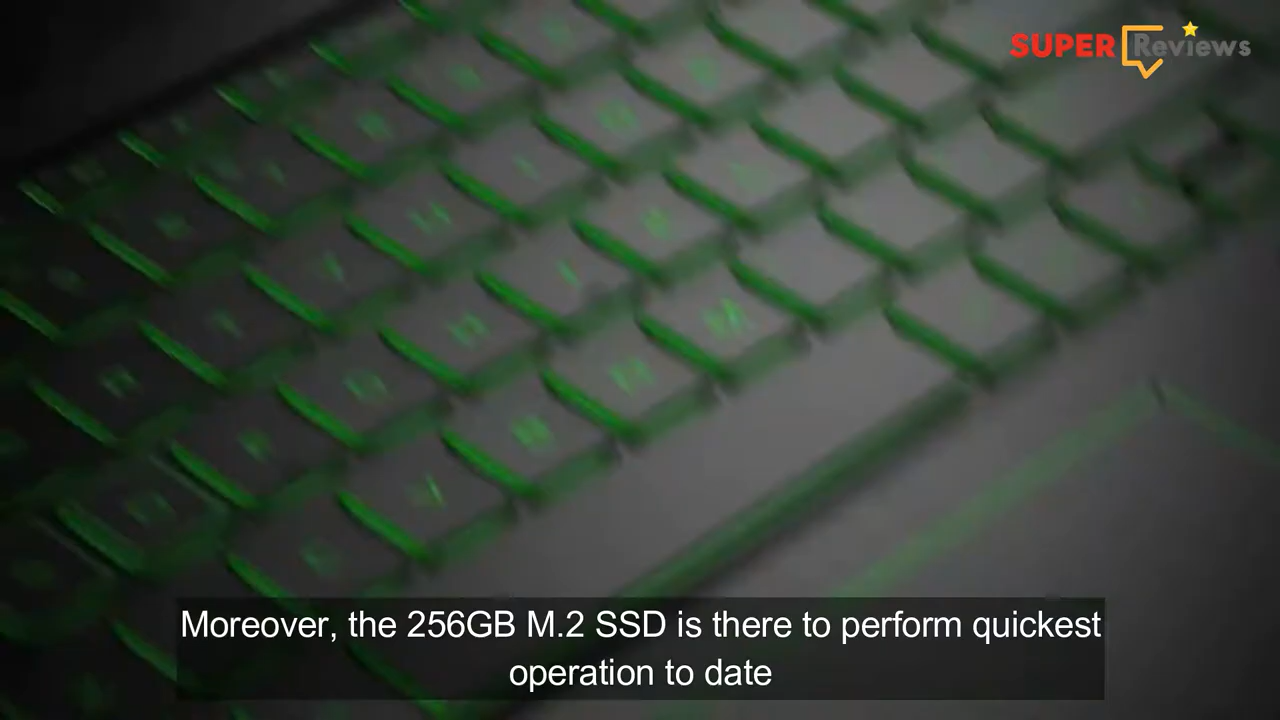 SUPER Reviews
Moreover, the 256GB M.2 SSD is there to perform quickest
operation to date